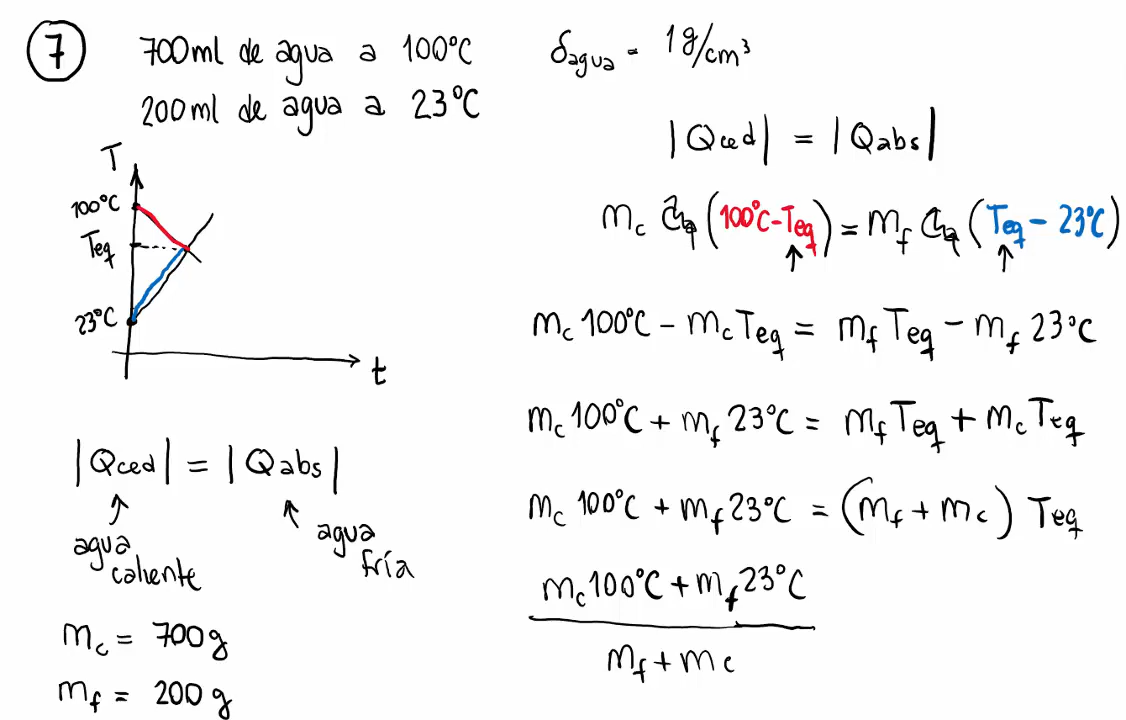 7
700ml de agua a 100°C
200ml de agua a 23°C
T
100°C
Teq
23°C
t
|Qced| = |Qabs|
agua caliente
agua fría
mc = 700g
mf = 200g
δagua = 1g/cm³
|Qced| = |Qabs|
mc (100°C-Teq) = mf (Teq - 23°C)
mc 100°C - mc Teq = mf Teq - mf 23°C
mc 100°C + mf 23°C = mf Teq + mc Teq
mc 100°C + mf 23°C = (mf + mc) Teq
mc 100°C + mf 23°C
mf + mc